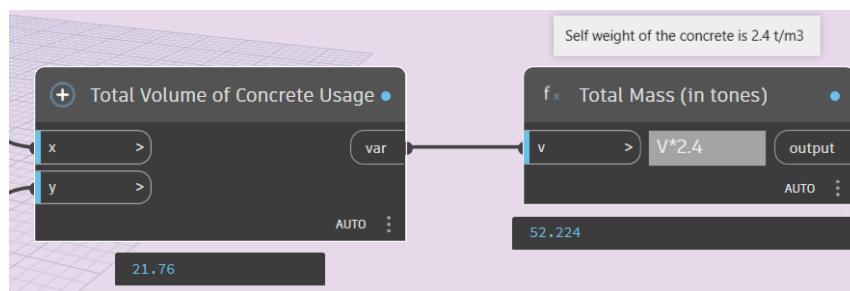 Self weight of the concrete is 2.4 t/m3
+ Total Volume of Concrete Usage
x >
var
y >
AUTO
21.76
fx Total Mass (in tones)
v >
V*2.4
output
AUTO
52.224